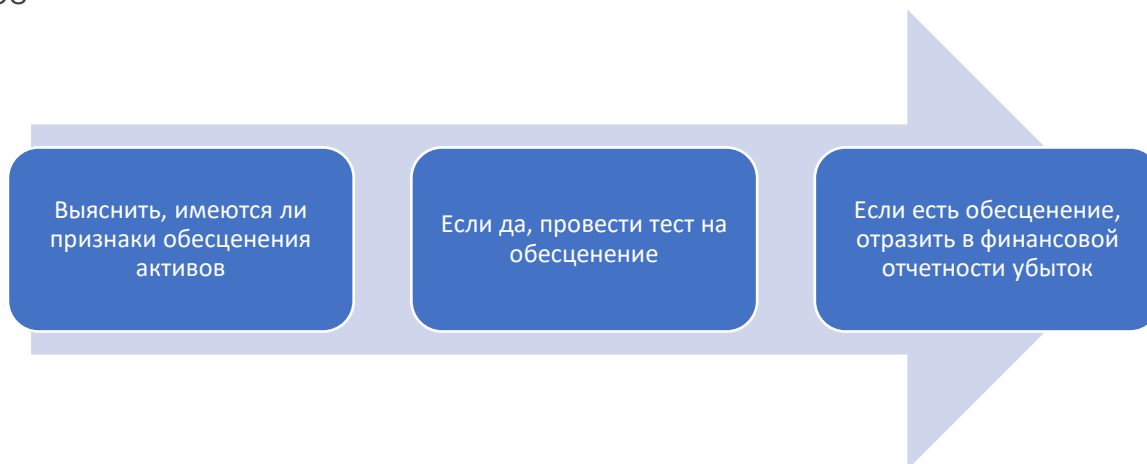 Выяснить, имеются ли
признаки обесценения
активов
Если да, провести тест на
обесценение
Если есть обесценение,
отразить в финансовой
отчетности убыток